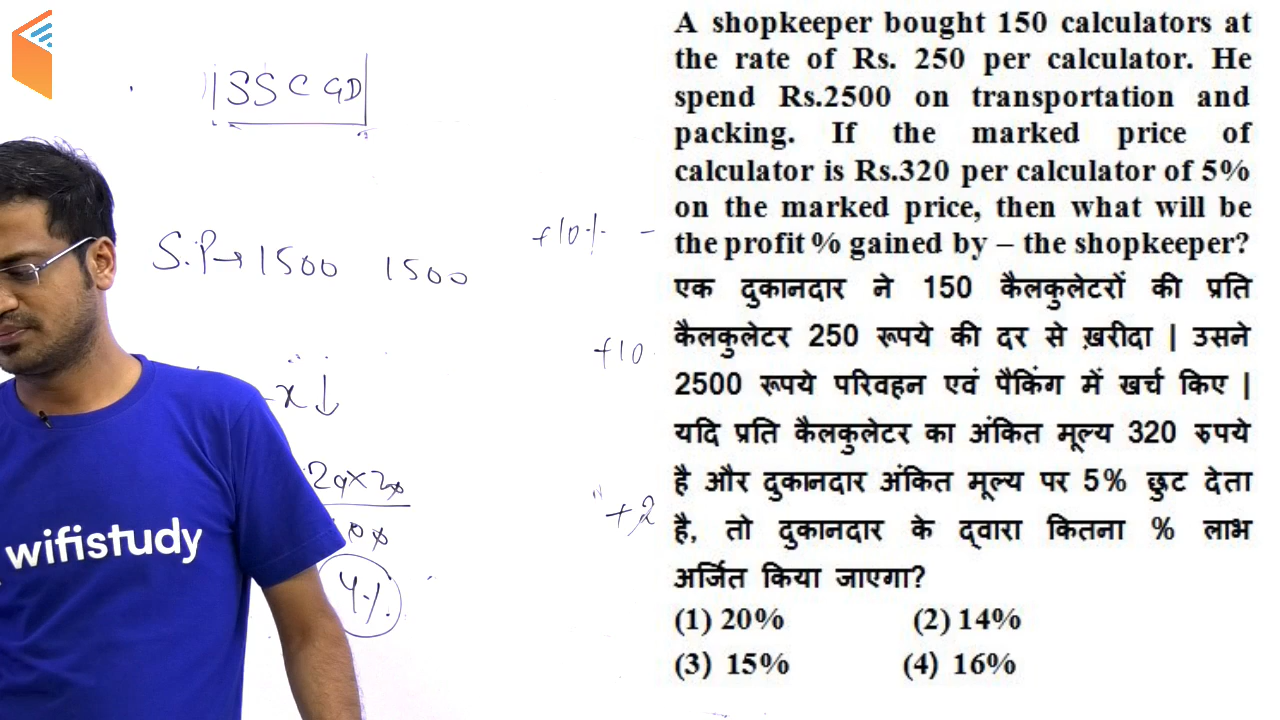 SSC GD
S.P→ 1500 1500
+10% -
+10
x↓
20×20
4%
+2
wifistudy
A shopkeeper bought 150 calculators at
the rate of Rs. 250 per calculator. He
spend Rs.2500 on transportation and
packing. If the marked price of
calculator is Rs.320 per calculator of 5%
on the marked price, then what will be
the profit % gained by – the shopkeeper?
एक दुकानदार ने 150 कैलकुलेटरों की प्रति
कैलकुलेटर 250 रूपये की दर से ख़रीदा | उसने
2500 रूपये परिवहन एवं पैकिंग में खर्च किए |
यदि प्रति कैलकुलेटर का अंकित मूल्य 320 रुपये
है और दुकानदार अंकित मूल्य पर 5% छुट देता
है, तो दुकानदार के द्वारा कितना % लाभ
अर्जित किया जाएगा?
(1) 20% (2) 14%
(3) 15% (4) 16%